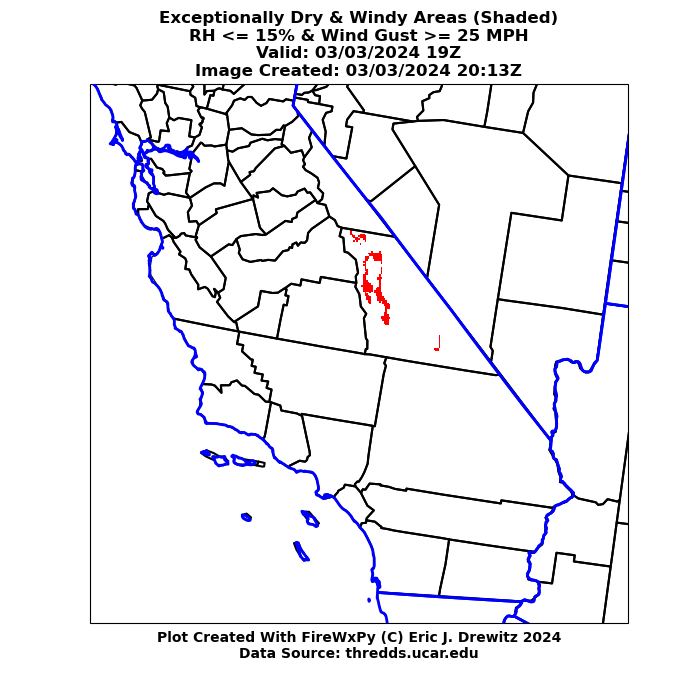 Exceptionally Dry & Windy Areas (Shaded)
RH <= 15% & Wind Gust >= 25 MPH
Valid: 03/03/2024 19Z
Image Created: 03/03/2024 20:13Z
Plot Created With FireWxPy (C) Eric J. Drewitz 2024
Data Source: thredds.ucar.edu